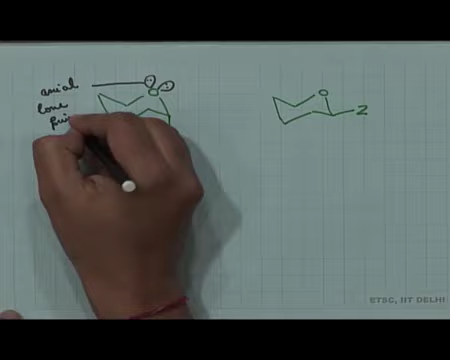 axial
lone
O
O
Z
ETSC, IIT DELHI